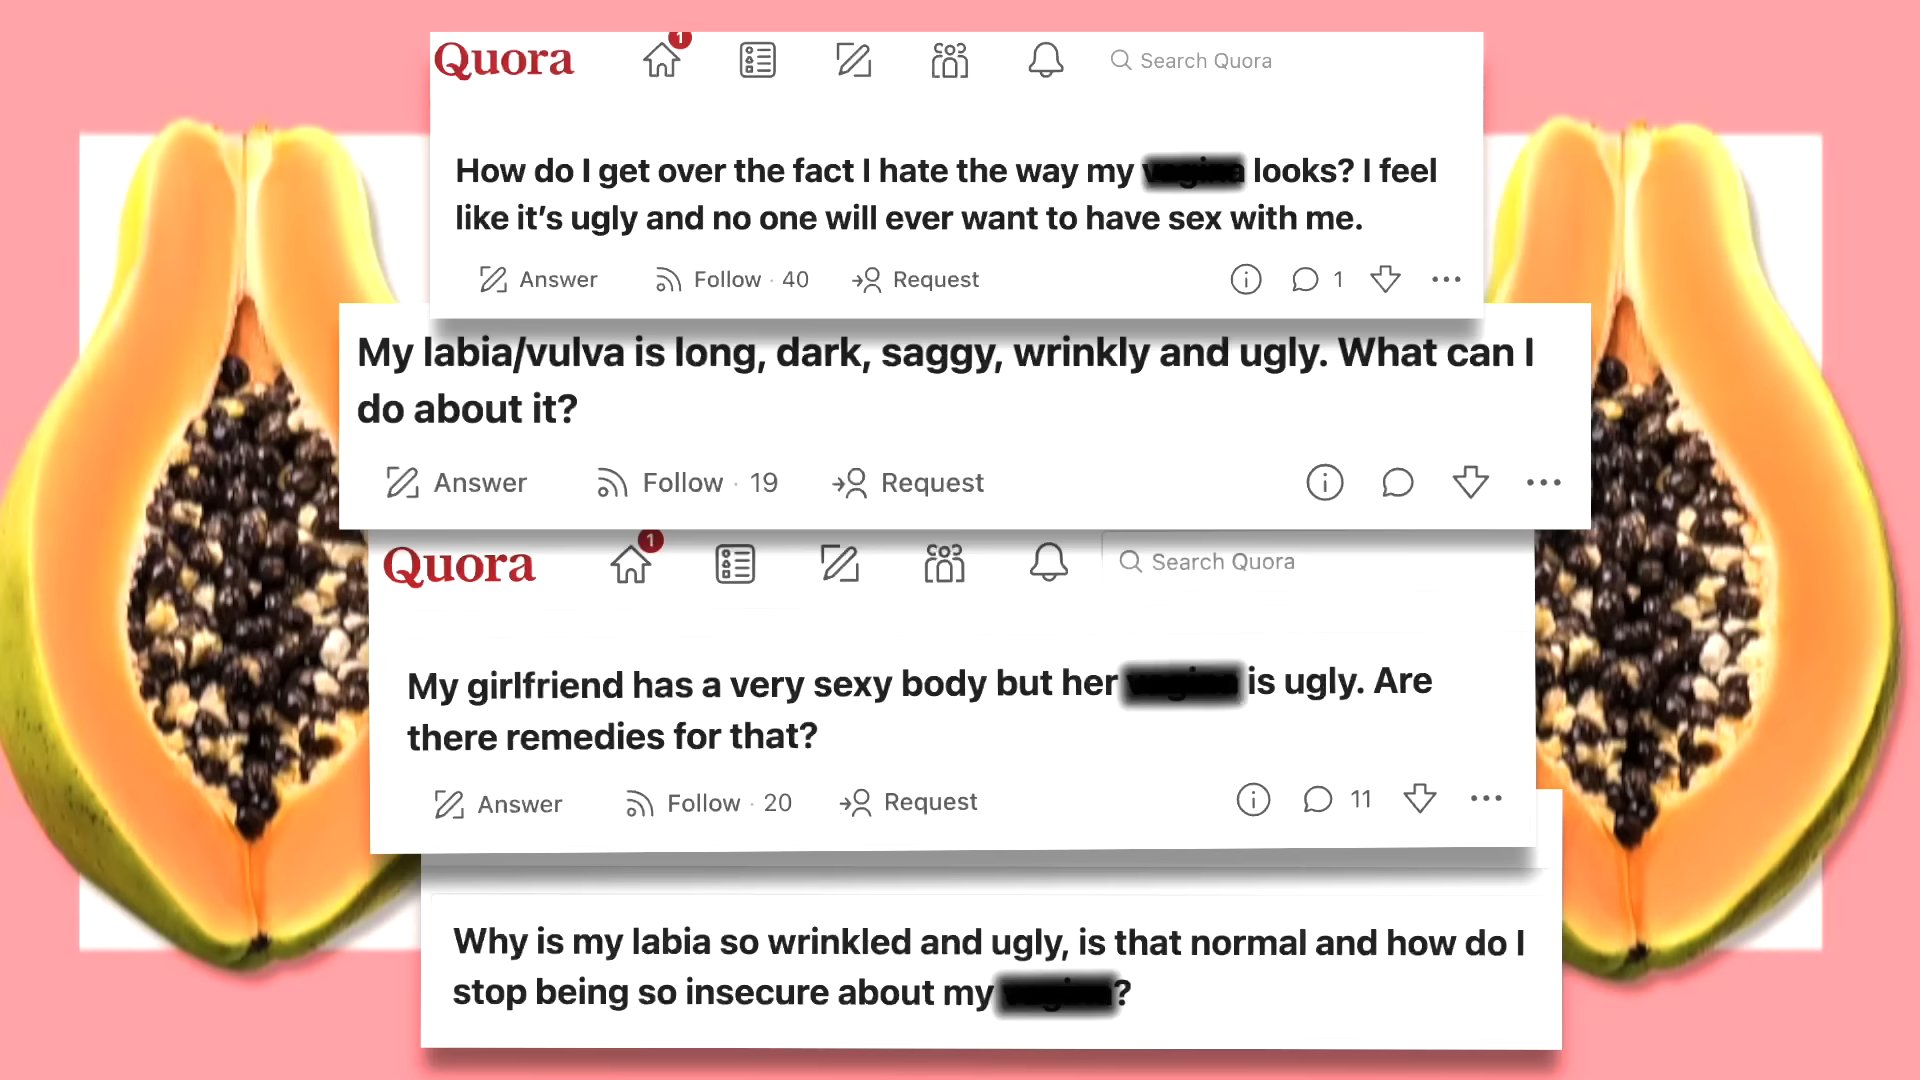 Quora
1
Search Quora
How do I get over the fact I hate the way my looks? I feel
like it's ugly and no one will ever want to have sex with me.
Answer Follow · 40 Request 1
My labia/vulva is long, dark, saggy, wrinkly and ugly. What can I
do about it?
Answer Follow · 19 Request
Quora
1
Search Quora
My girlfriend has a very sexy body but her is ugly. Are
there remedies for that?
Answer Follow · 20 Request 11
Why is my labia so wrinkled and ugly, is that normal and how do I
stop being so insecure about my ?